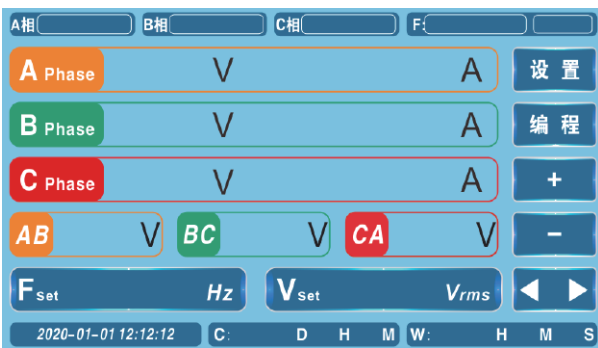 A相 B相 C相 F:
A Phase V A 设置
B Phase V A 编程
C Phase V A +
AB V BC V CA V −
Fset Hz Vset Vrms
2020-01-01 12:12:12 C: D H M W: H M S